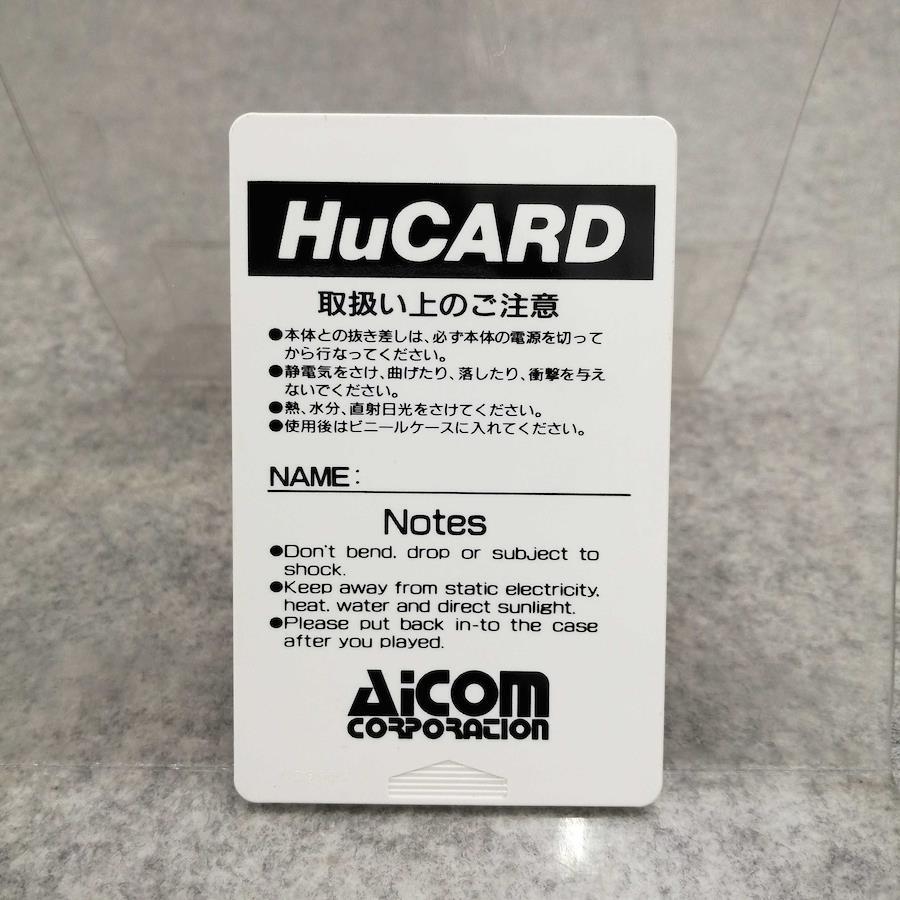 HuCARD
取扱い上のご注意
●本体との抜き差しは、必ず本体の電源を切って
から行なってください。
●静電気をさけ、曲げたり、落したり、衝撃を与え
ないでください。
●熱、水分、直射日光をさけてください。
●使用後はビニールケースに入れてください。
NAME:
Notes
●Don't bend, drop or subject to
shock.
●Keep away from static electricity,
heat, water and direct sunlight.
●Please put back in-to the case
after you played.
AiCOM
CORPORATION